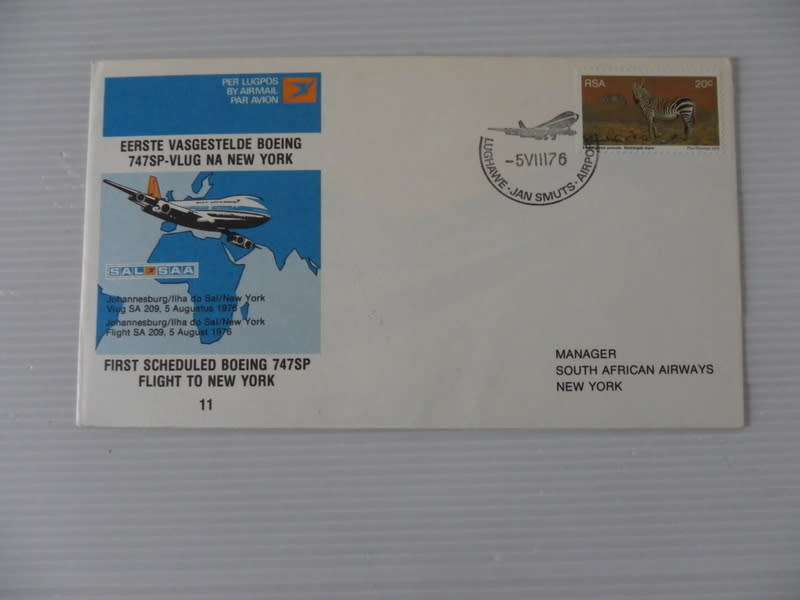 PER LUGPOS
BY AIRMAIL
PAR AVION
EERSTE VASGESTELDE BOEING
747SP-VLUG NA NEW YORK
SAL SAA
Johannesburg/Ilha do Sal/New York
Vlug SA 209, 5 Augustus 1976
Johannesburg/Ilha do Sal/New York
Flight SA 209, 5 August 1976
FIRST SCHEDULED BOEING 747SP
FLIGHT TO NEW YORK
11
-5VIII76
LUGHAWE·JAN SMUTS·AIRPORT
RSA 20c
MANAGER
SOUTH AFRICAN AIRWAYS
NEW YORK